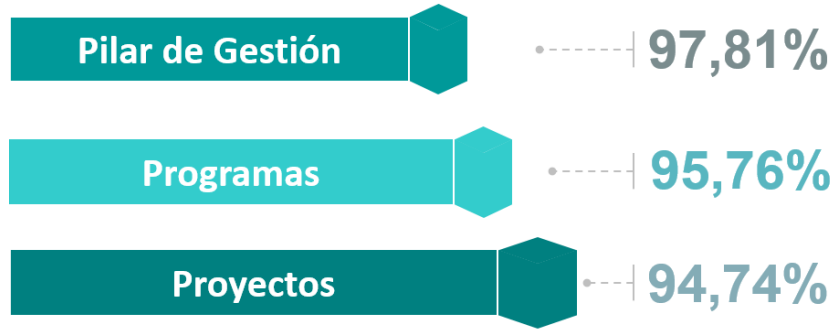 Pilar de Gestión 97,81%
Programas 95,76%
Proyectos 94,74%